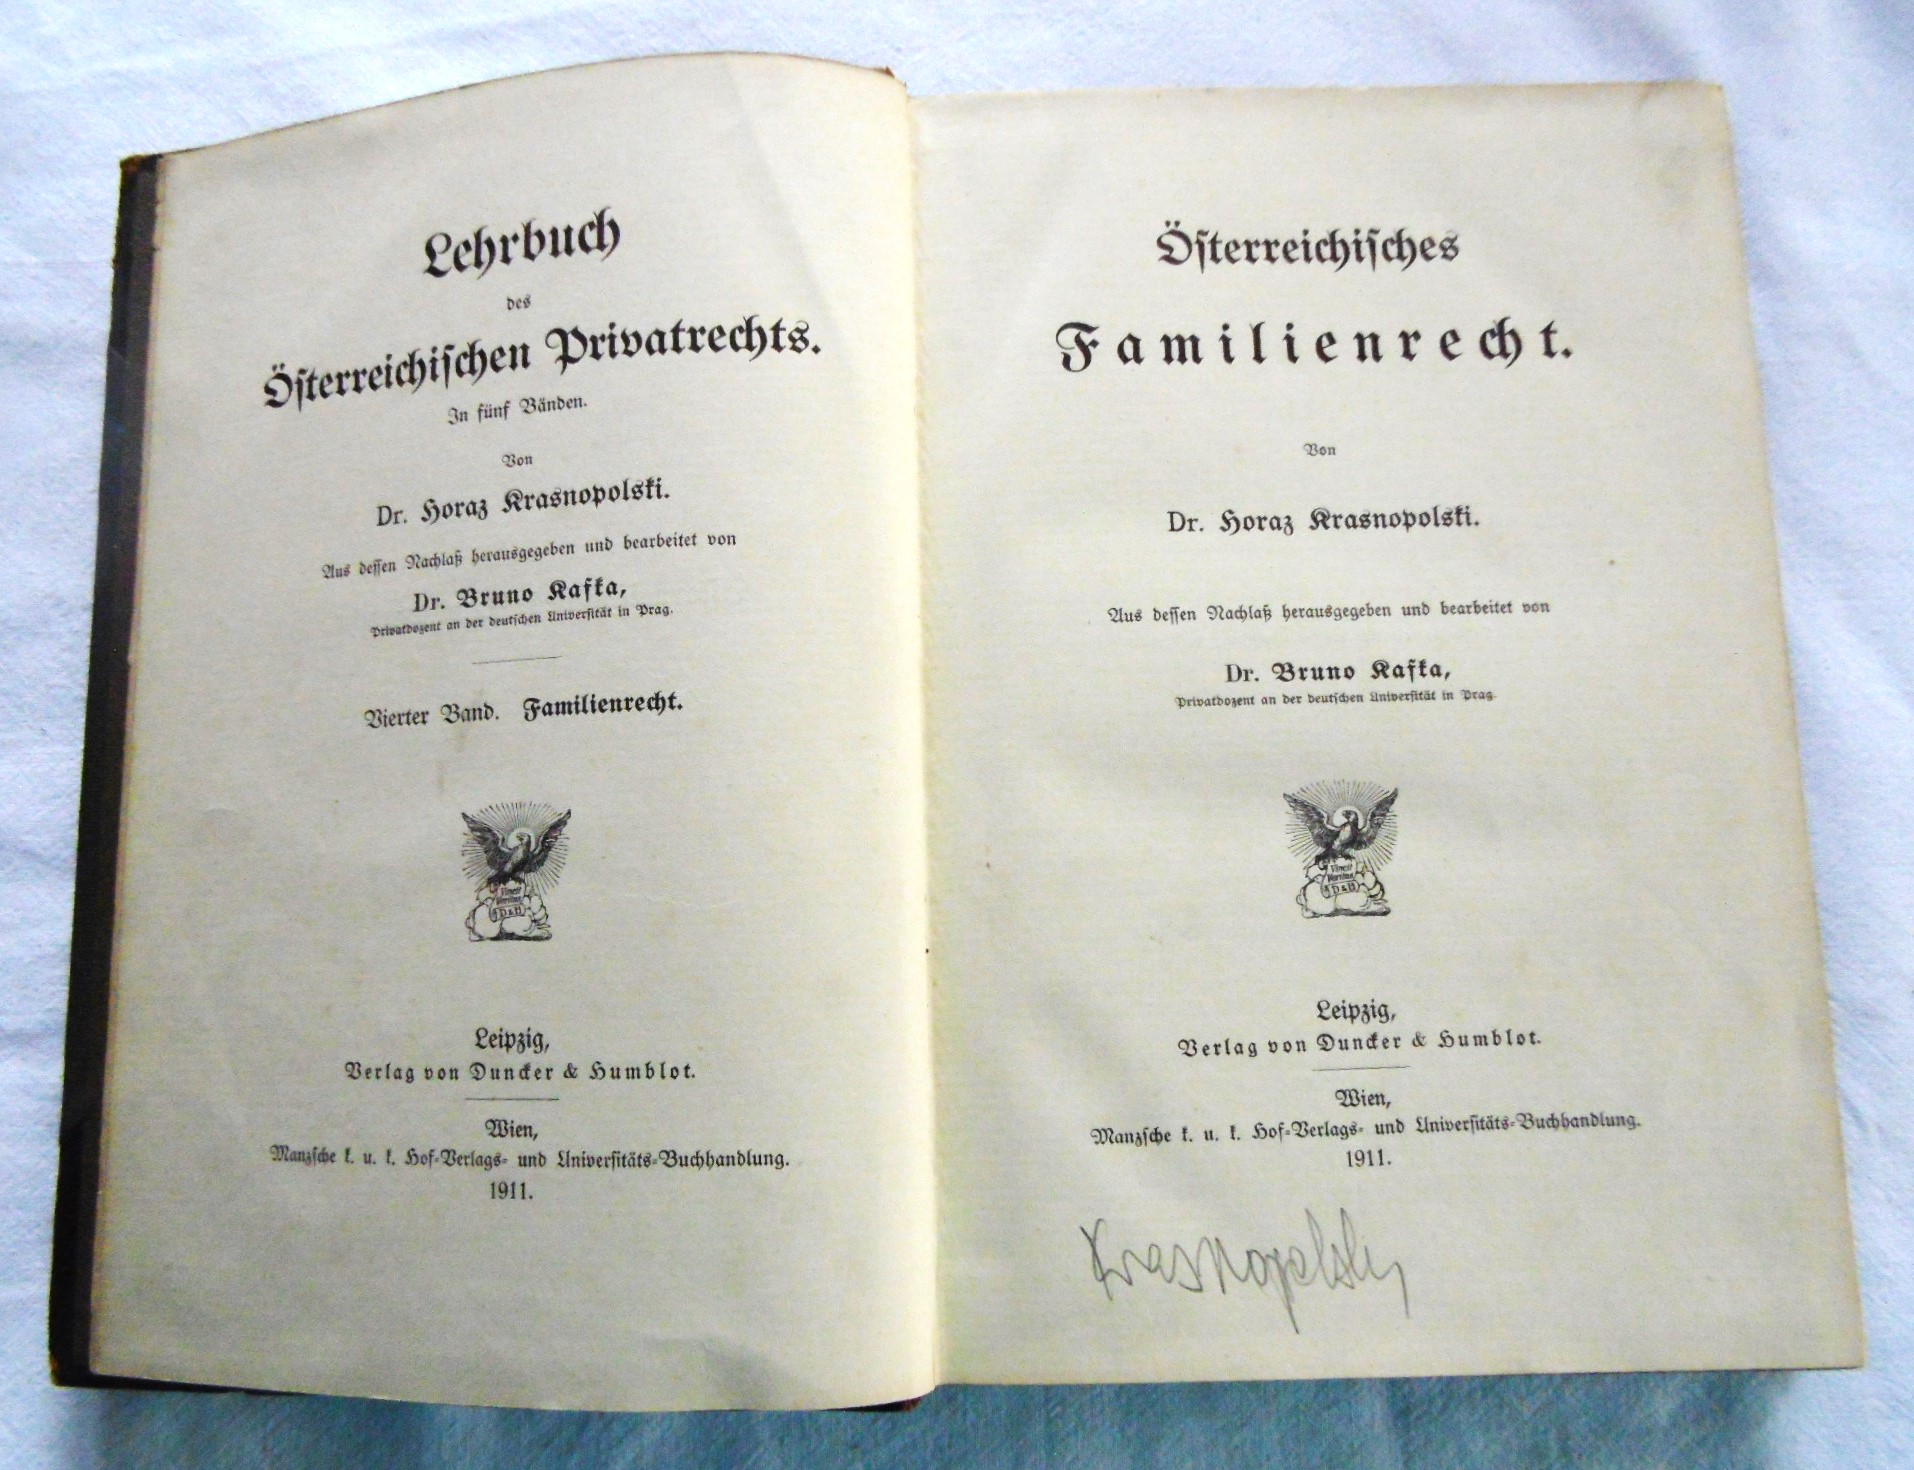 Lehrbuch
des
Öſterreichiſchen Privatrechts.
In fünf Bänden.
Von
Dr. Horaz Krasnopolski.
Aus deſſen Nachlaß herausgegeben und bearbeitet von
Dr. Bruno Kafka,
Privatdozent an der deutſchen Univerſität in Prag.
Vierter Band. Familienrecht.
Vincit
Veritas
D&H
Leipzig,
Verlag von Duncker & Humblot.
Wien,
Manzſche k. u. k. Hof-Verlags- und Univerſitäts-Buchhandlung.
1911.
Öſterreichiſches
Familienrecht.
Von
Dr. Horaz Krasnopolski.
Aus deſſen Nachlaß herausgegeben und bearbeitet von
Dr. Bruno Kafka,
Privatdozent an der deutſchen Univerſität in Prag.
Vincit
Veritas
D&H
Leipzig,
Verlag von Duncker & Humblot.
Wien,
Manzſche k. u. k. Hof-Verlags- und Univerſitäts-Buchhandlung.
1911.
Krasnopolski